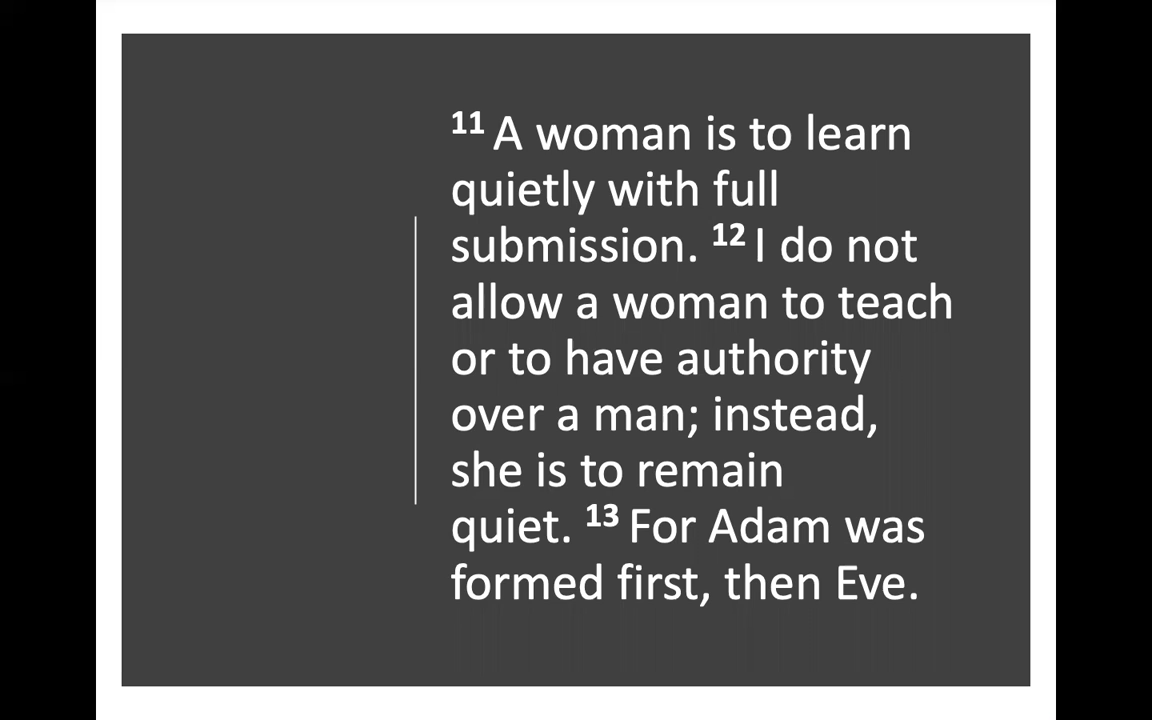 11 A woman is to learn
quietly with full
submission. 12 I do not
allow a woman to teach
or to have authority
over a man; instead,
she is to remain
quiet. 13 For Adam was
formed first, then Eve.